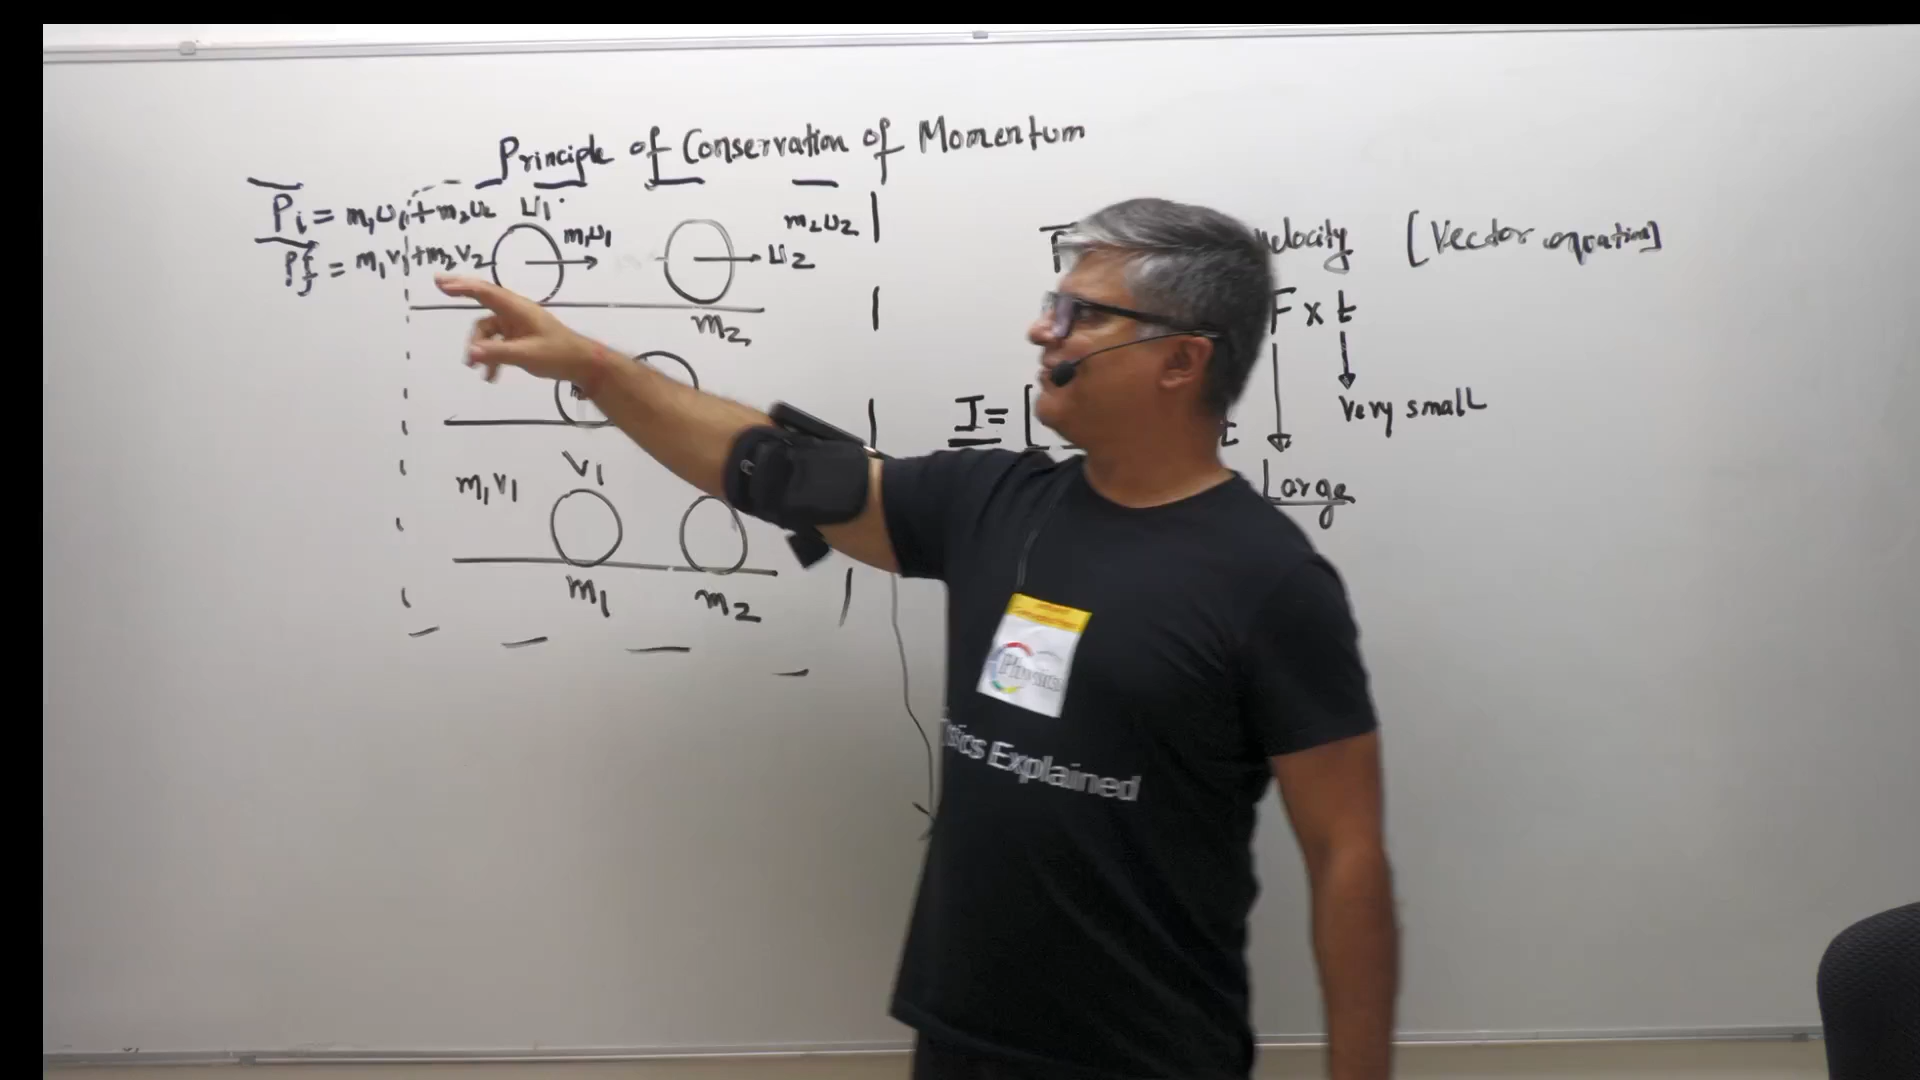 Principle of Conservation of Momentum
Pi = m1u1 + m2u2
Pf = m1v1 + m2v2
U1
m1u1
m2u2
U2
m2
m1v1
V1
m1
m2
velocity [Vector equation]
F x t
Very small
I = [
t
Large
Physics
Explained